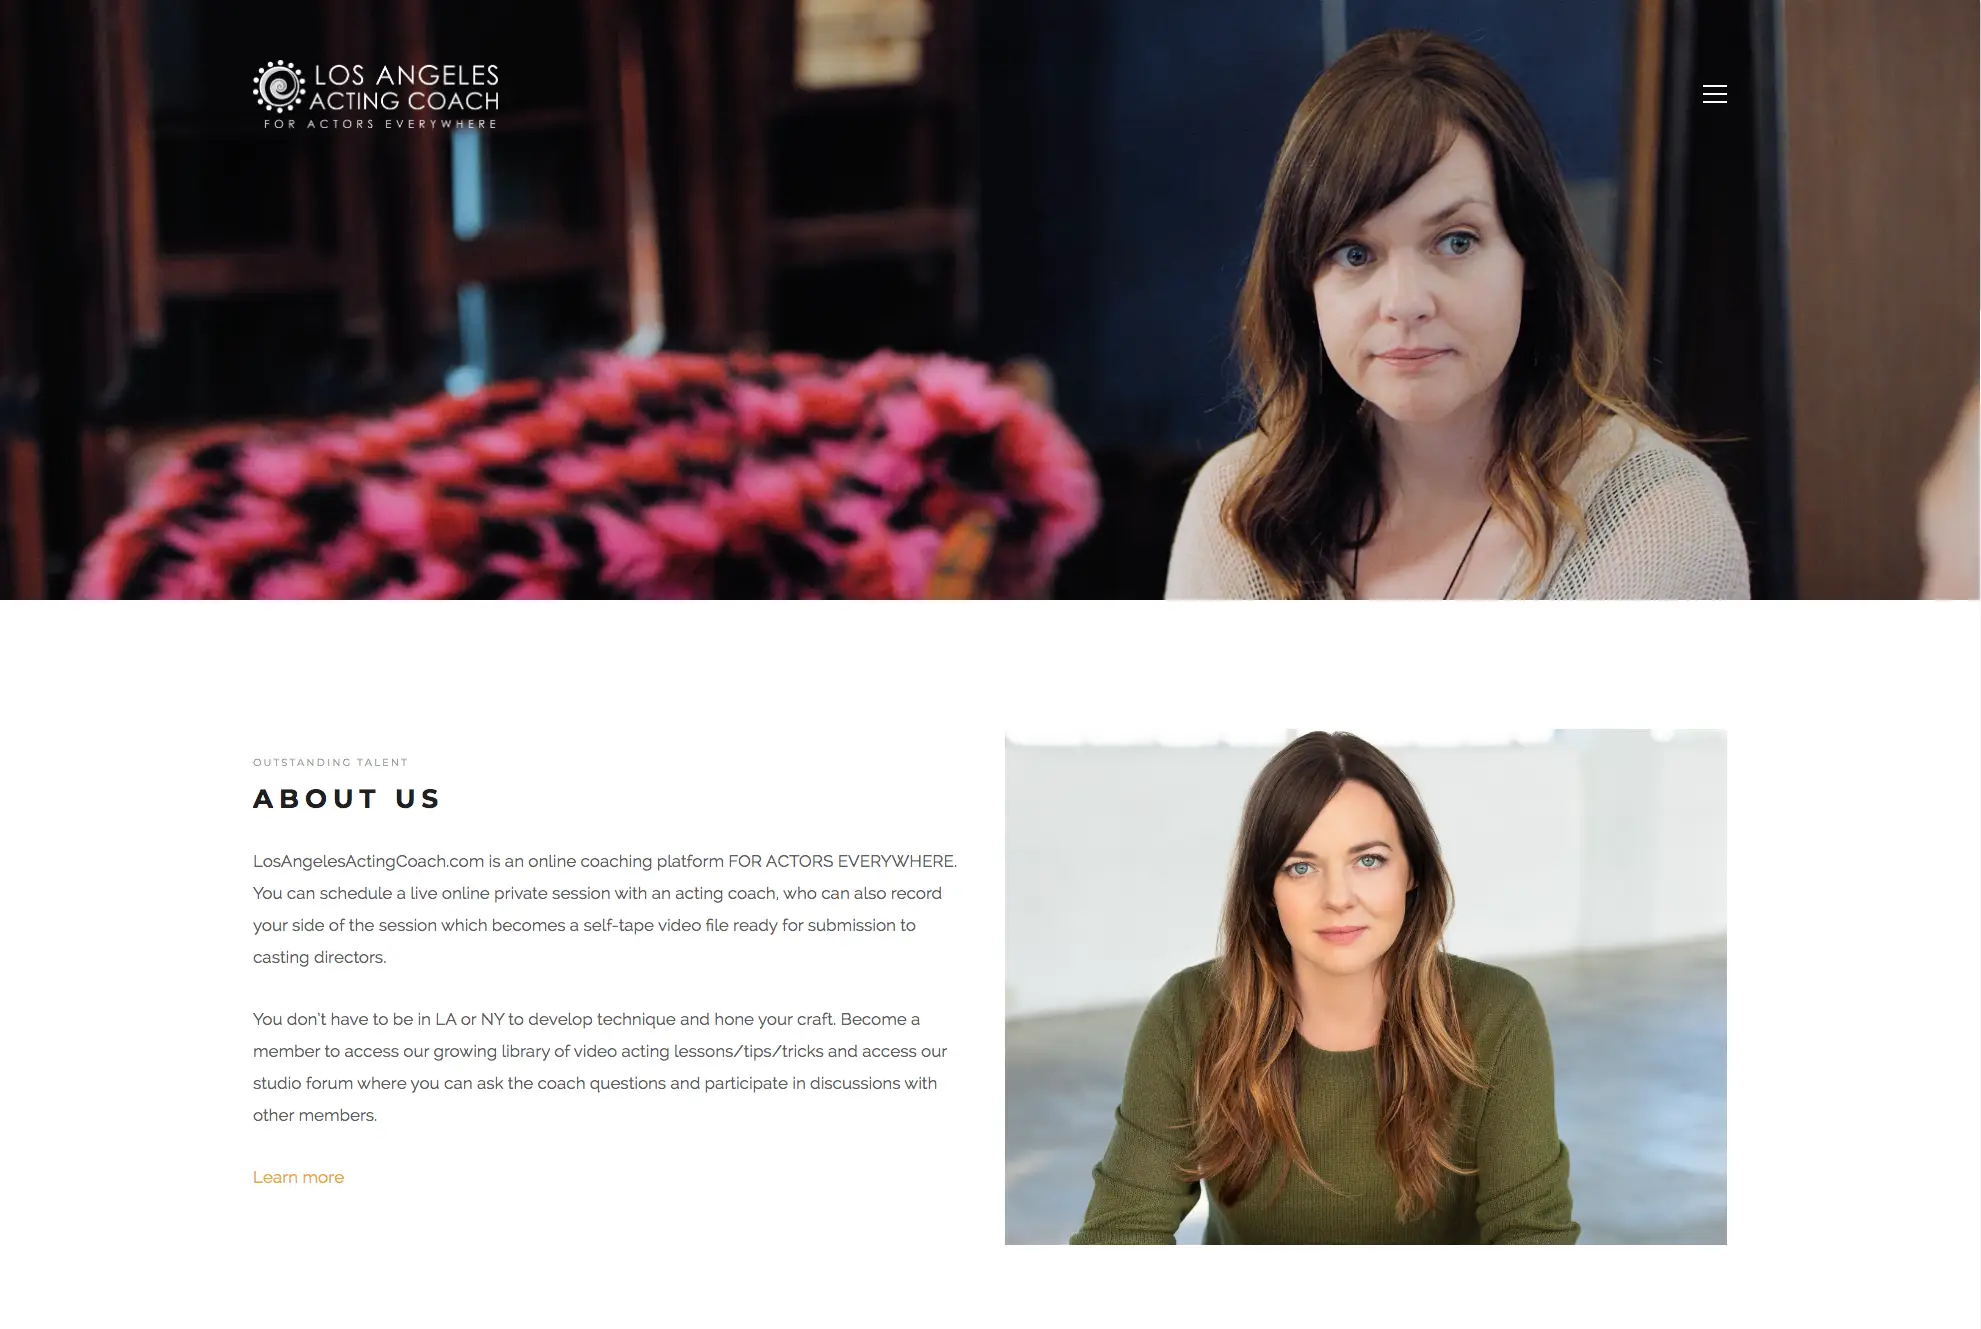 LOS ANGELES
ACTING COACH
FOR ACTORS EVERYWHERE
OUTSTANDING TALENT
ABOUT US
LosAngelesActingCoach.com is an online coaching platform FOR ACTORS EVERYWHERE.
You can schedule a live online private session with an acting coach, who can also record
your side of the session which becomes a self-tape video file ready for submission to
casting directors.
You don't have to be in LA or NY to develop technique and hone your craft. Become a
member to access our growing library of video acting lessons/tips/tricks and access our
studio forum where you can ask the coach questions and participate in discussions with
other members.
Learn more